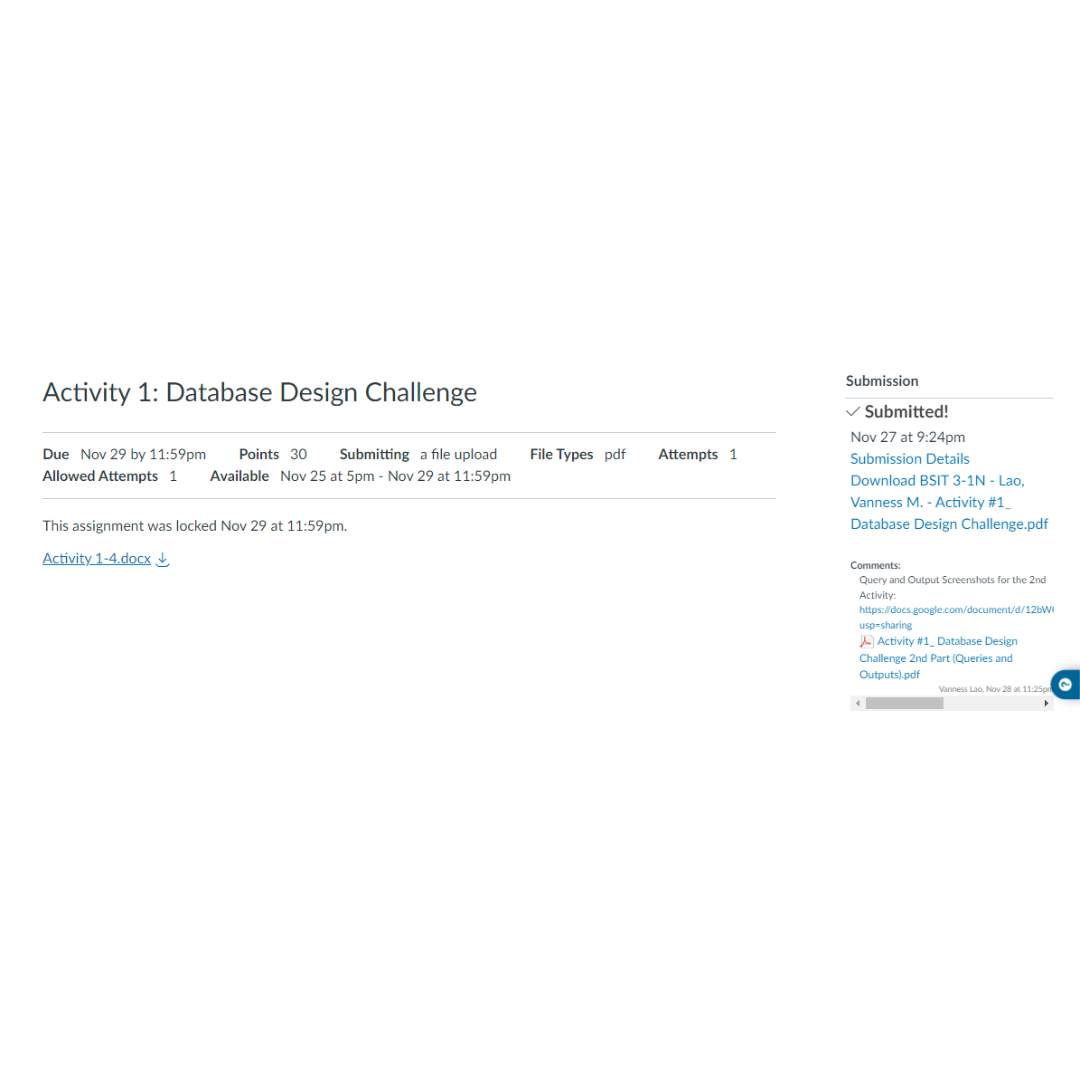 Activity 1: Database Design Challenge
Due Nov 29 by 11:59pm Points 30 Submitting a file upload File Types pdf Attempts 1
Allowed Attempts 1 Available Nov 25 at 5pm - Nov 29 at 11:59pm
This assignment was locked Nov 29 at 11:59pm.
Activity 1-4.docx
Submission
Submitted!
Nov 27 at 9:24pm
Submission Details
Download BSIT 3-1N - Lao,
Vanness M. - Activity #1_
Database Design Challenge.pdf
Comments:
Query and Output Screenshots for the 2nd
Activity:
https://docs.google.com/document/d/12bW
usp=sharing
Activity #1_ Database Design
Challenge 2nd Part (Queries and
Outputs).pdf
Vanness Lao, Nov 28 at 11:25p